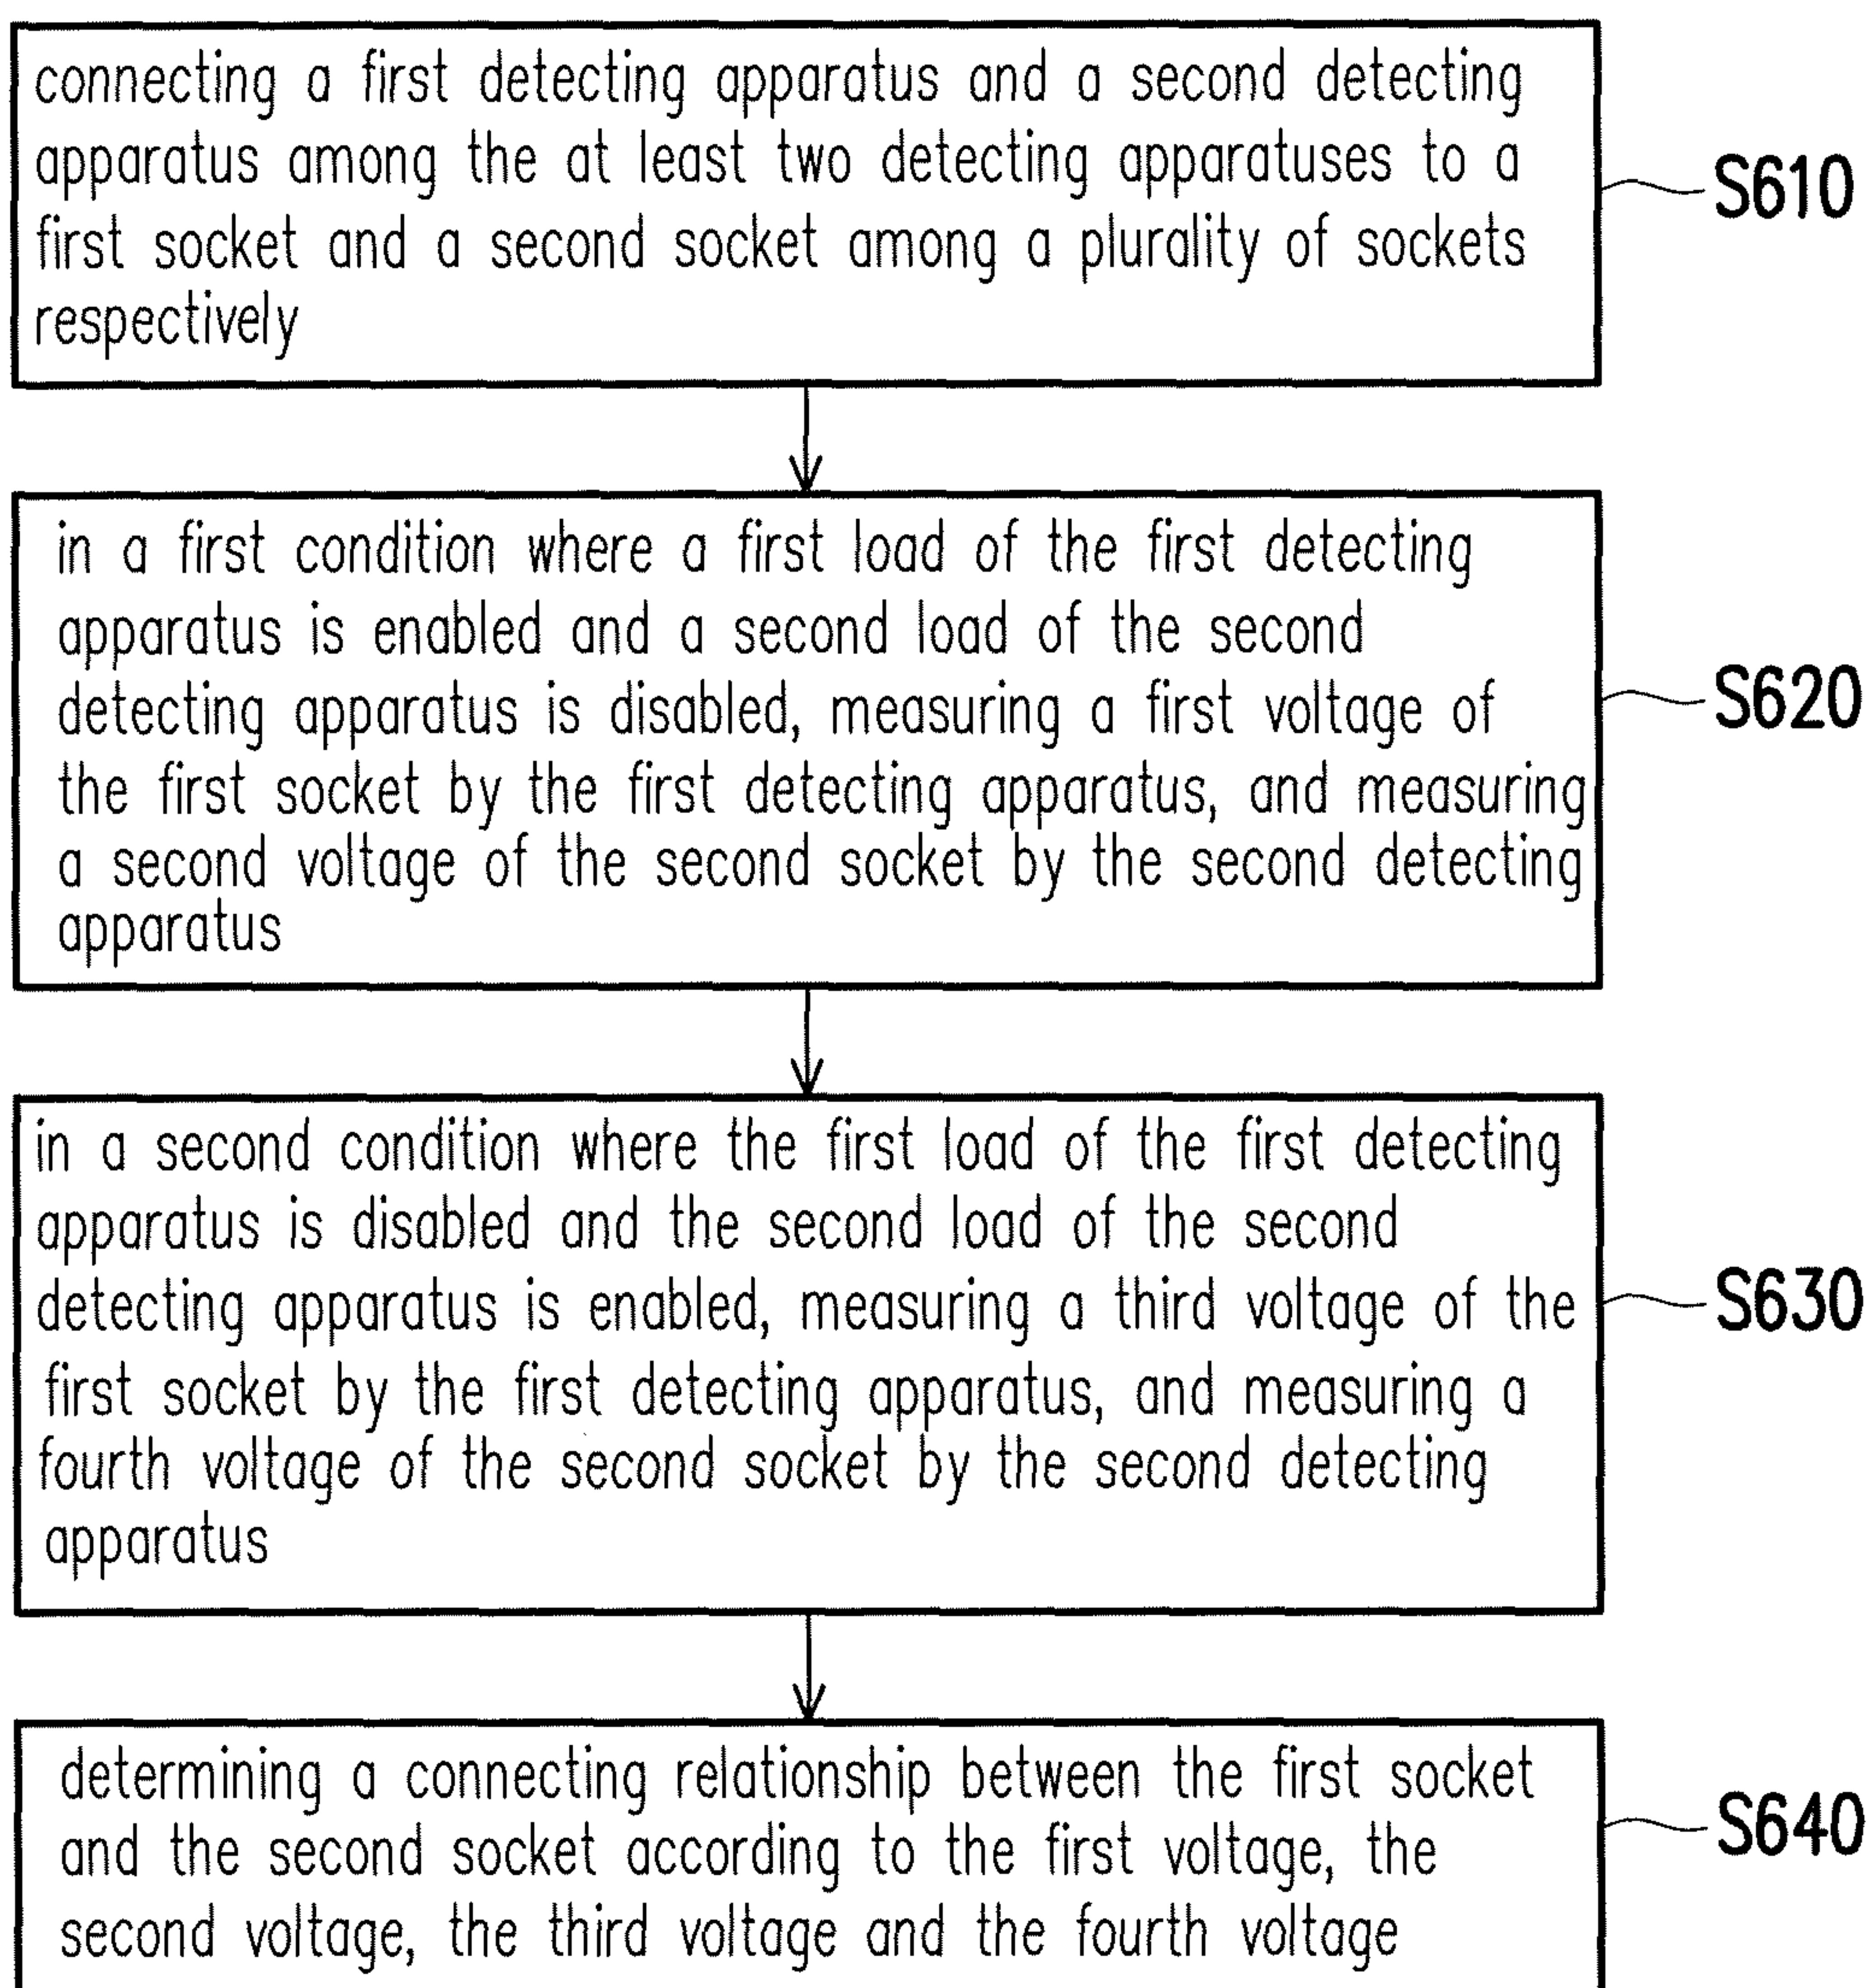 connecting a first detecting apparatus and a second detecting
apparatus among the at least two detecting apparatuses to a
first socket and a second socket among a plurality of sockets
respectively
S610
in a first condition where a first load of the first detecting
apparatus is enabled and a second load of the second
detecting apparatus is disabled, measuring a first voltage of
the first socket by the first detecting apparatus, and measuring
a second voltage of the second socket by the second detecting
apparatus
S620
in a second condition where the first load of the first detecting
apparatus is disabled and the second load of the second
detecting apparatus is enabled, measuring a third voltage of the
first socket by the first detecting apparatus, and measuring a
fourth voltage of the second socket by the second detecting
apparatus
S630
determining a connecting relationship between the first socket
and the second socket according to the first voltage, the
second voltage, the third voltage and the fourth voltage
S640